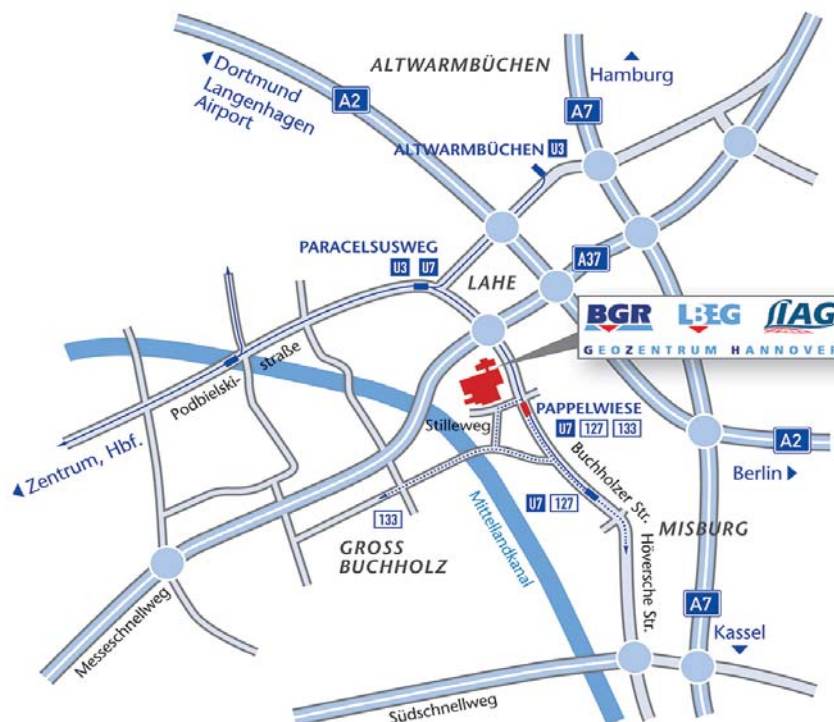 Dortmund
Langenhagen
Airport
A2
ALTWARMBÜCHEN
A7
Hamburg
ALTWARMBÜCHEN U3
PARACELSUSWEG
U3 U7
LAHE
A37
BGR LBEG LIAG
GEOZENTRUM HANNOVER
Podbielski-
straße
Zentrum, Hbf.
Stilleweg
PAPPELWIESE
U7 127 133
A2
Berlin
Buchholzer Str.
U7 127
133
GROSS
BUCHHOLZ
Mittellandkanal
MISBURG
Höversche Str.
Messeschnellweg
A7
Kassel
Südschnellweg